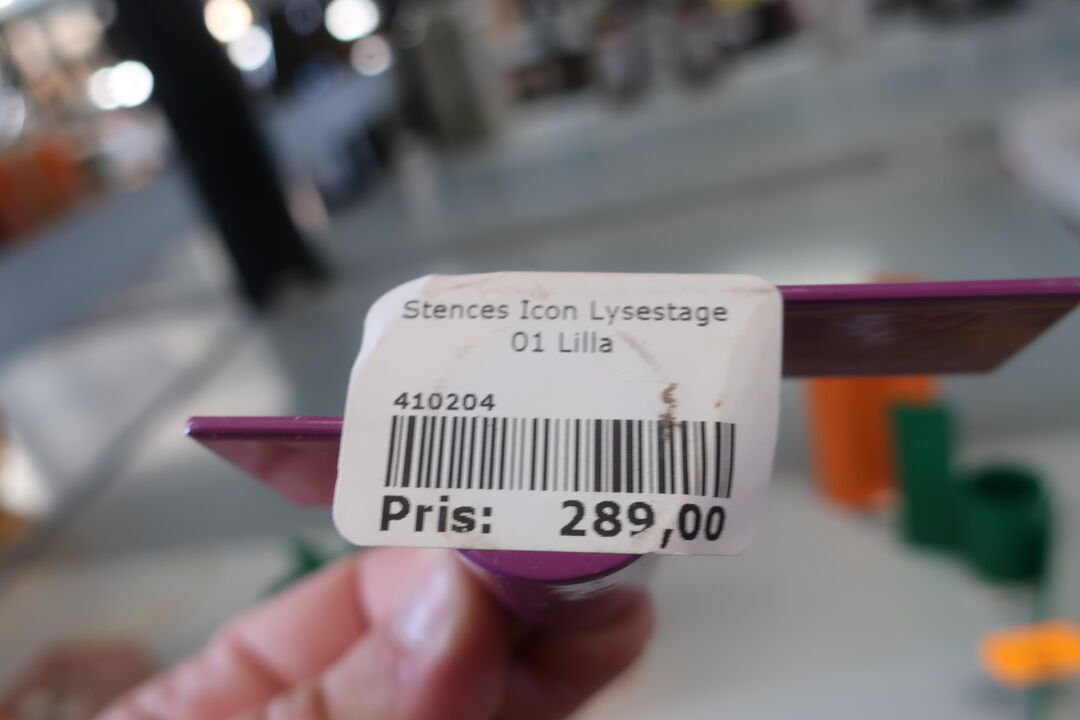 Stences Icon Lysestage
01 Lilla
410204
Pris: 289,00